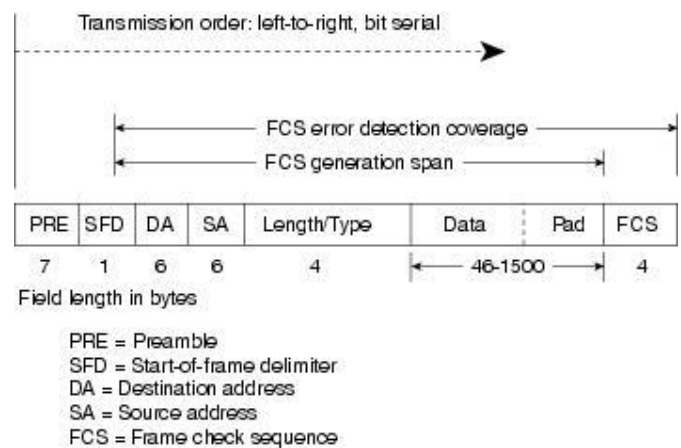 Transmission order: left-to-right, bit serial
FCS error detection coverage
FCS generation span
PRE SFD DA SA Length/Type Data Pad FCS
7 1 6 6 4 46-1500 4
Field length in bytes
PRE = Preamble
SFD = Start-of-frame delimiter
DA = Destination address
SA = Source address
FCS = Frame check sequence